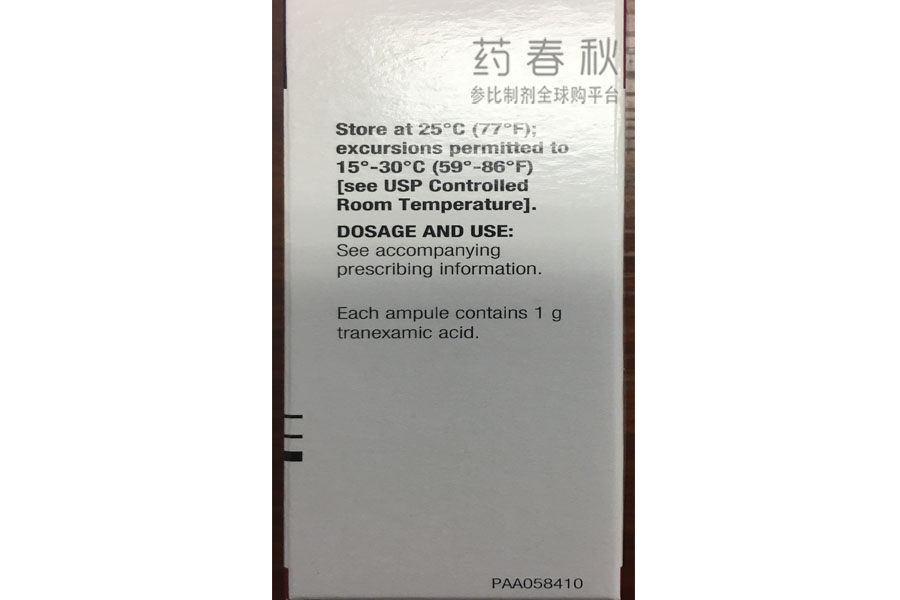 药春秋
参比制剂全球购平台
Store at 25°C (77°F);
excursions permitted to
15°-30°C (59°-86°F)
[see USP Controlled
Room Temperature].
DOSAGE AND USE:
See accompanying
prescribing information.
Each ampule contains 1 g
tranexamic acid.
PAA058410